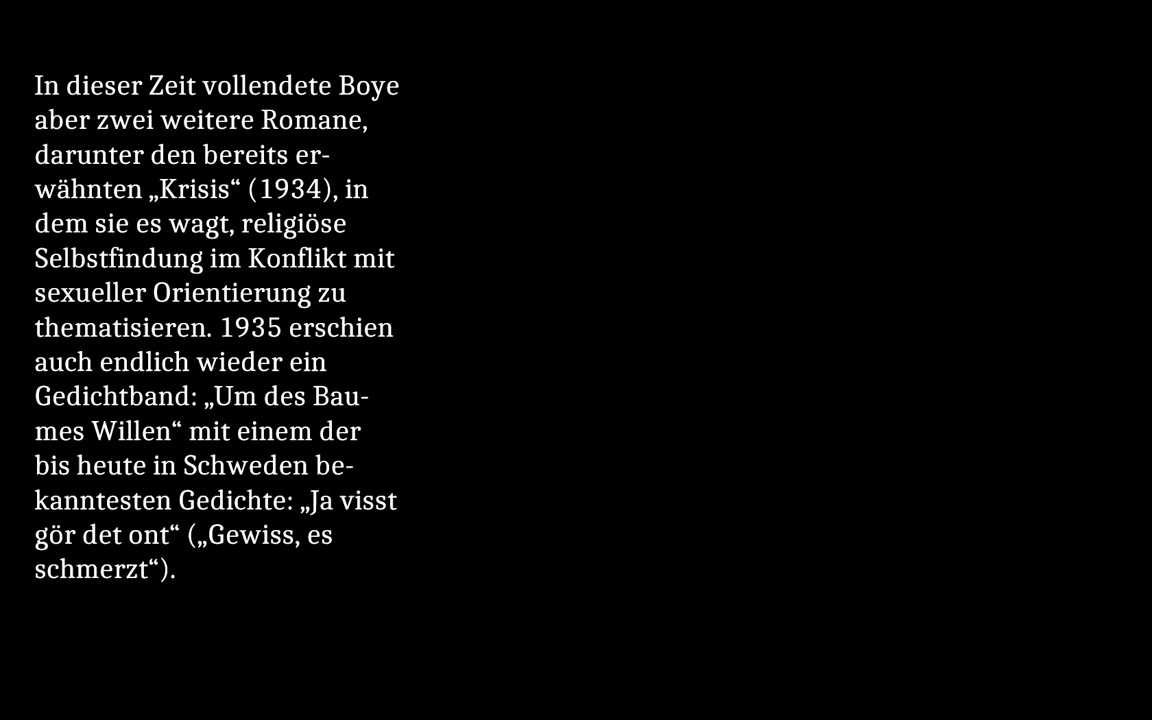 In dieser Zeit vollendete Boye
aber zwei weitere Romane,
darunter den bereits er-
wähnten „Krisis“ (1934), in
dem sie es wagt, religiöse
Selbstfindung im Konflikt mit
sexueller Orientierung zu
thematisieren. 1935 erschien
auch endlich wieder ein
Gedichtband: „Um des Bau-
mes Willen“ mit einem der
bis heute in Schweden be-
kanntesten Gedichte: „Ja visst
gör det ont“ („Gewiss, es
schmerzt“).